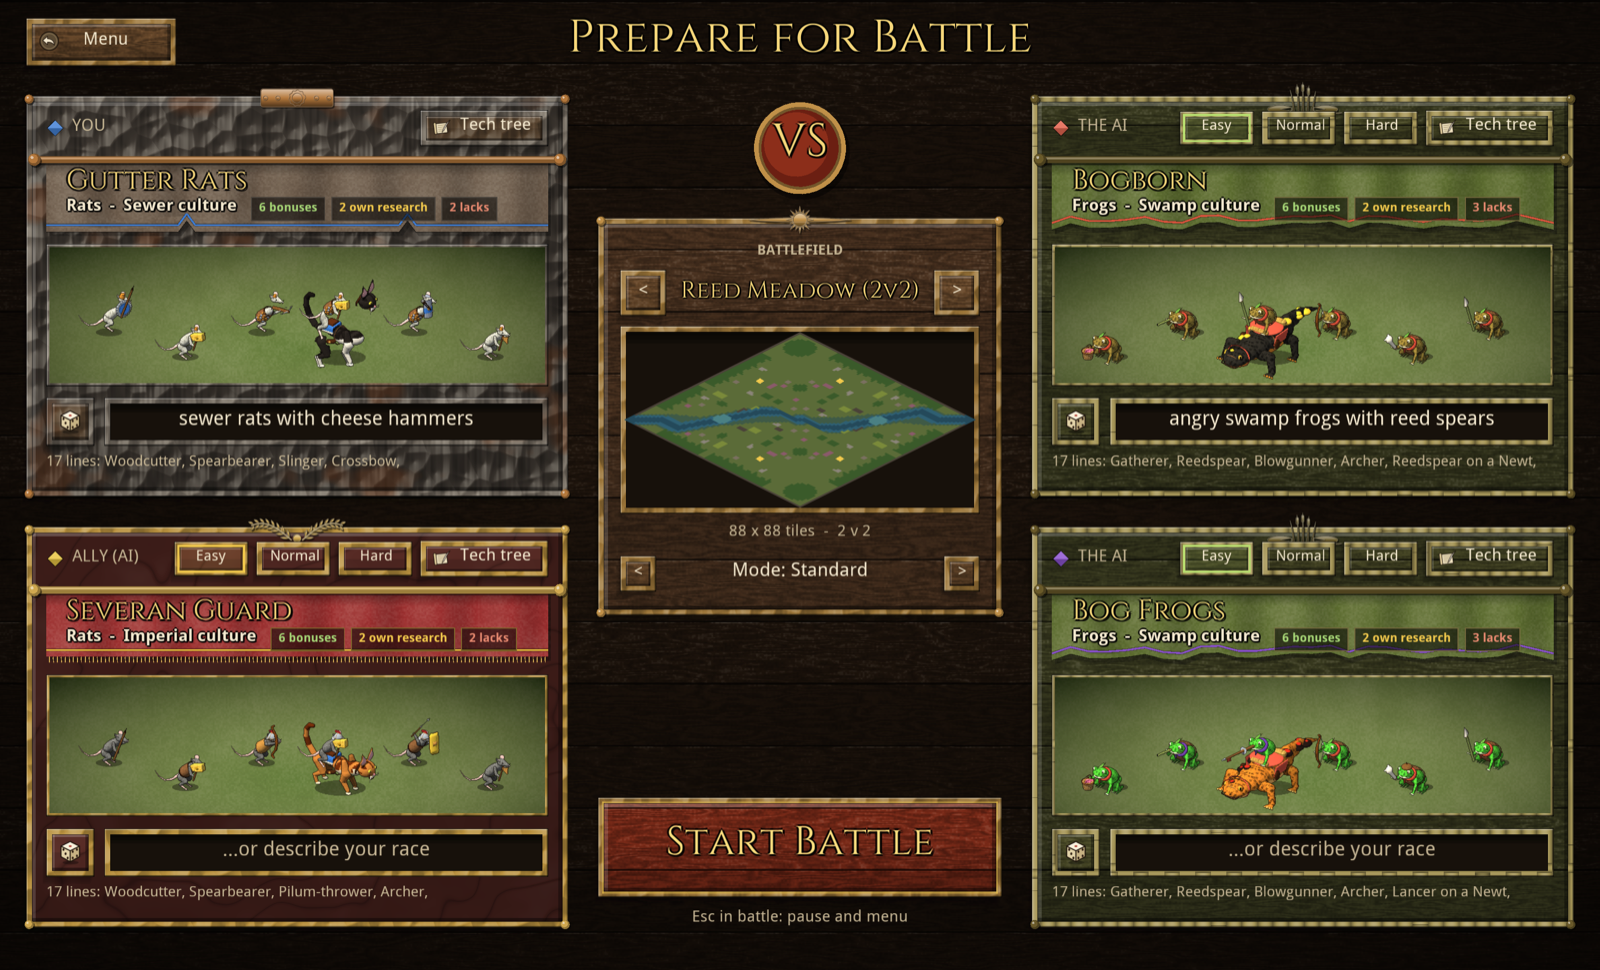 Menu
Prepare for Battle
YOU
Tech tree
Gutter Rats
Rats - Sewer culture
6 bonuses
2 own research
2 lacks
sewer rats with cheese hammers
17 lines: Woodcutter, Spearbearer, Slinger, Crossbow,
ALLY (AI)
Easy
Normal
Hard
Tech tree
Severan Guard
Rats - Imperial culture
6 bonuses
2 own research
2 lacks
...or describe your race
17 lines: Woodcutter, Spearbearer, Pilum-thrower, Archer,
VS
BATTLEFIELD
<
Reed Meadow (2v2)
>
88 x 88 tiles - 2 v 2
<
Mode: Standard
>
Start Battle
Esc in battle: pause and menu
THE AI
Easy
Normal
Hard
Tech tree
Bogborn
Frogs - Swamp culture
6 bonuses
2 own research
3 lacks
angry swamp frogs with reed spears
17 lines: Gatherer, Reedspear, Blowgunner, Archer, Reedspear on a Newt,
THE AI
Easy
Normal
Hard
Tech tree
Bog Frogs
Frogs - Swamp culture
6 bonuses
2 own research
3 lacks
...or describe your race
17 lines: Gatherer, Reedspear, Blowgunner, Archer, Lancer on a Newt,